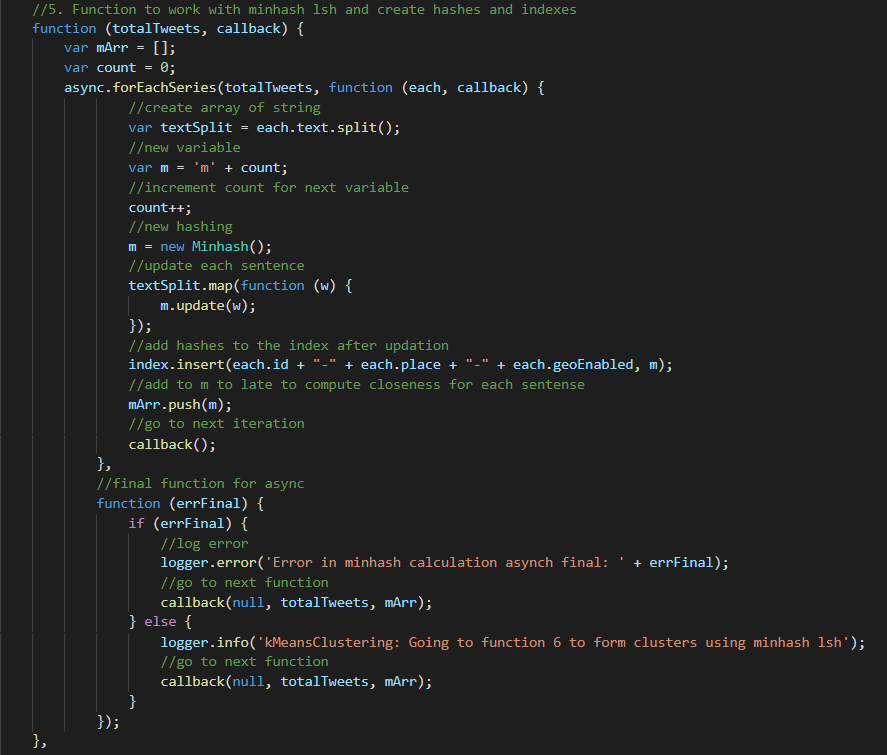 //5. Function to work with minhash lsh and create hashes and indexes
function (totalTweets, callback) {
var mArr = [];
var count = 0;
async.forEachSeries(totalTweets, function (each, callback) {
//create array of string
var textSplit = each.text.split();
//new variable
var m = 'm' + count;
//increment count for next variable
count++;
//new hashing
m = new Minhash();
//update each sentence
textSplit.map(function (w) {
m.update(w);
});
//add hashes to the index after updation
index.insert(each.id + "-" + each.place + "-" + each.geoEnabled, m);
//add to m to late to compute closeness for each sentense
mArr.push(m);
//go to next iteration
callback();
},
//final function for async
function (errFinal) {
if (errFinal) {
//log error
logger.error('Error in minhash calculation asynch final: ' + errFinal);
//go to next function
callback(null, totalTweets, mArr);
} else {
logger.info('kMeansClustering: Going to function 6 to form clusters using minhash lsh');
//go to next function
callback(null, totalTweets, mArr);
}
});
},